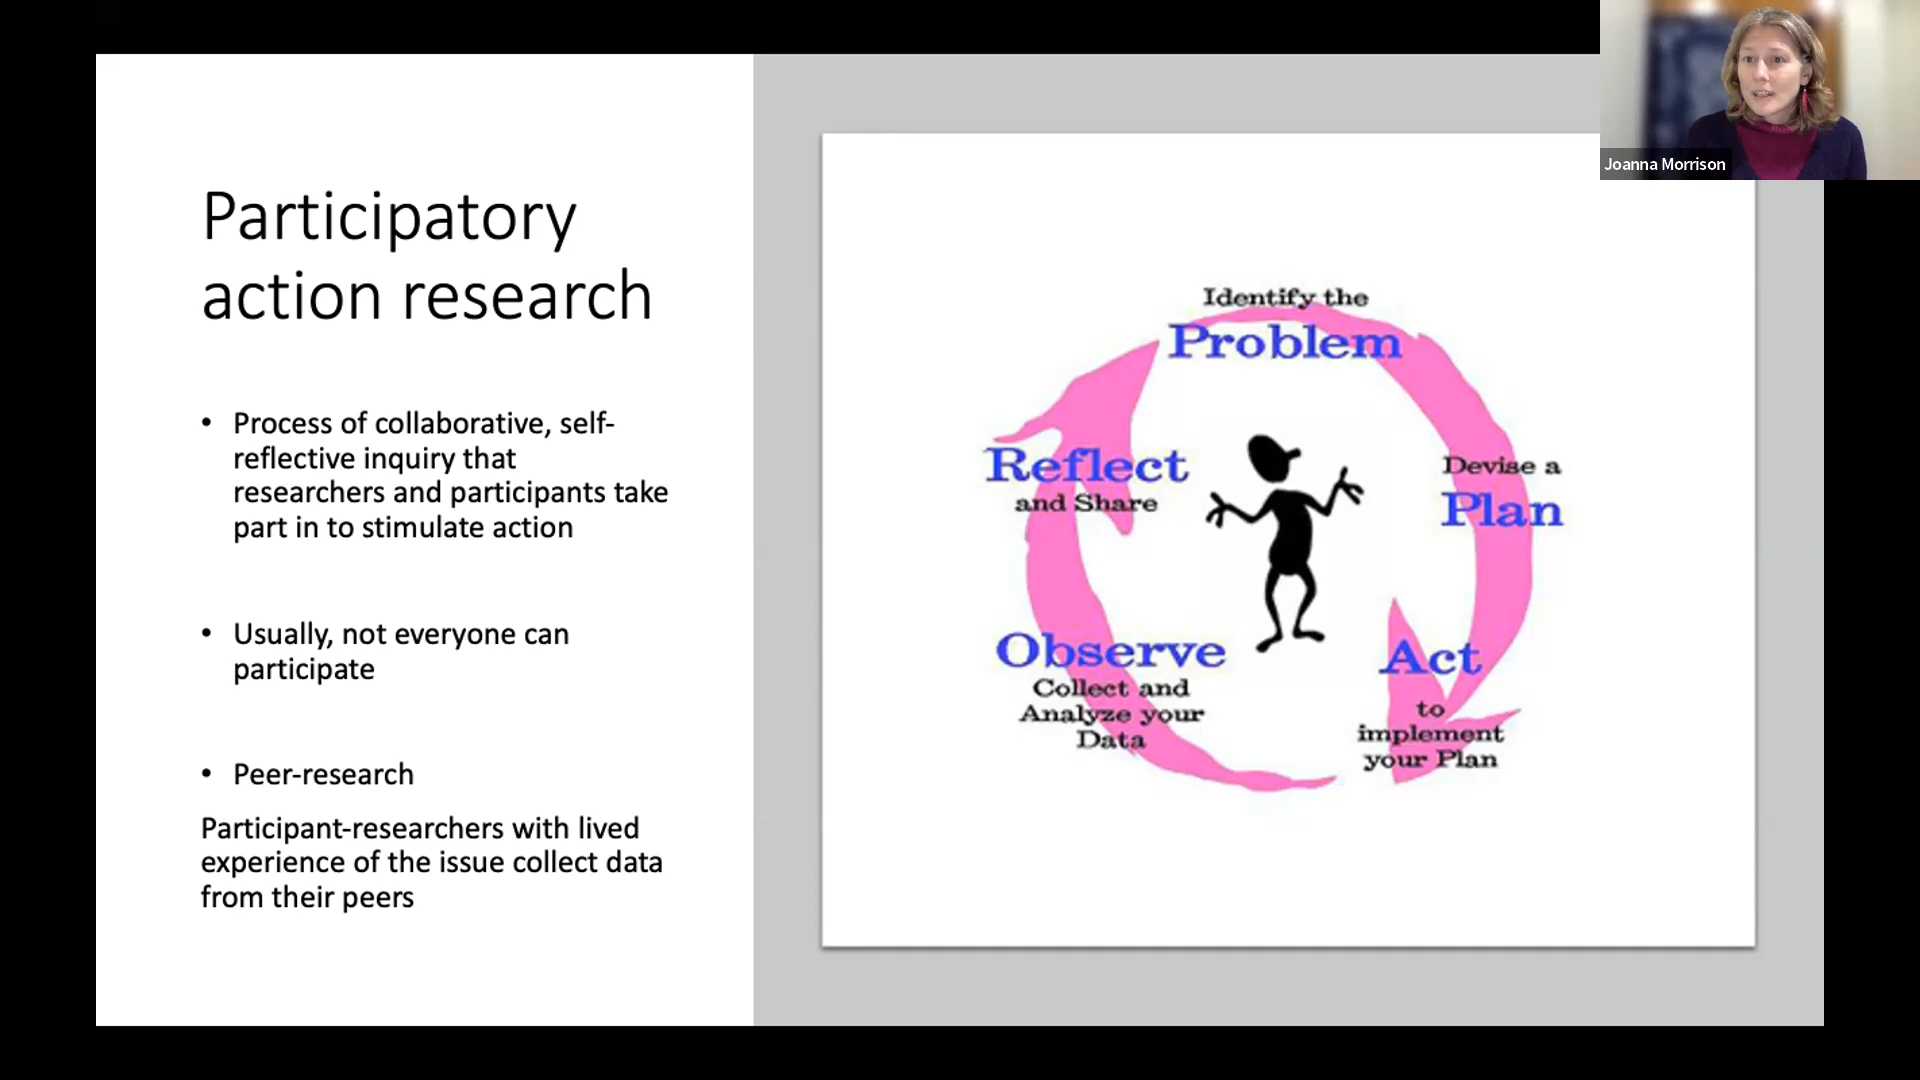 Participatory
action research
• Process of collaborative, self-
reflective inquiry that
researchers and participants take
part in to stimulate action
• Usually, not everyone can
participate
• Peer-research
Participant-researchers with lived
experience of the issue collect data
from their peers
Identify the
Problem
Devise a
Plan
Act
to
implement
your Plan
Observe
Collect and
Analyze your
Data
Reflect
and Share
Joanna Morrison